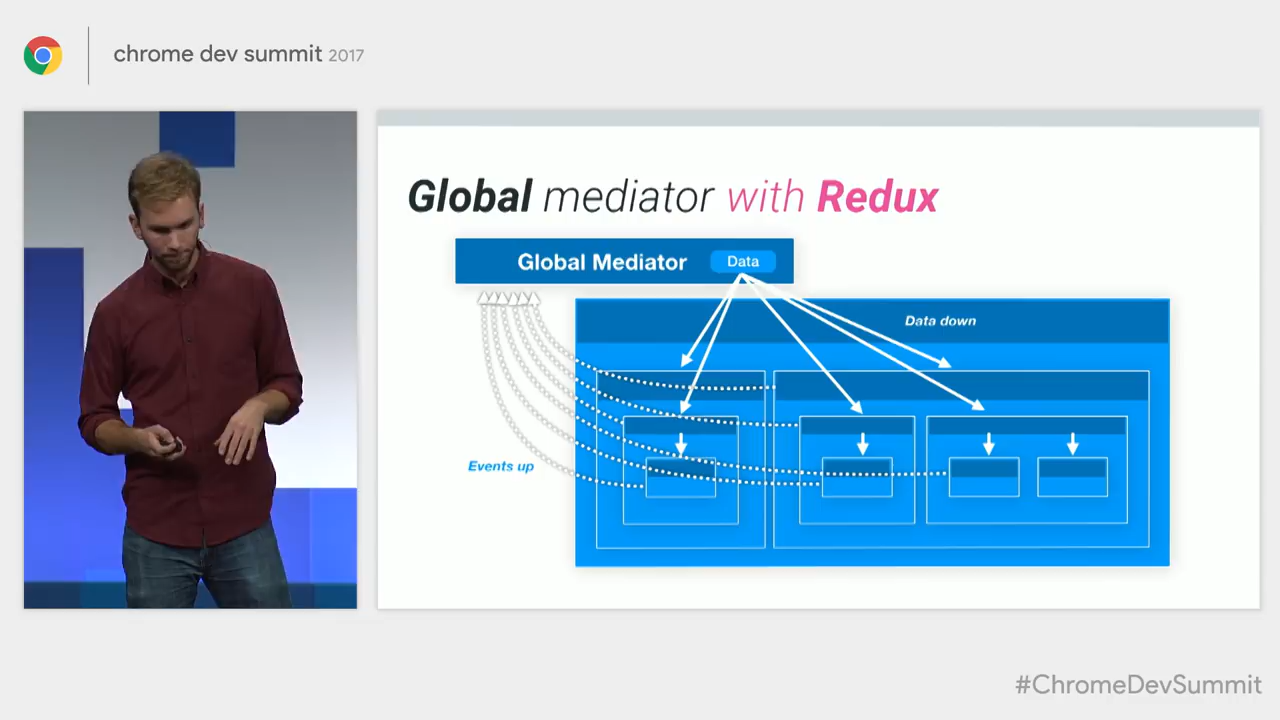 chrome dev summit 2017
Global mediator with Redux
Global Mediator
Data
Data down
Events up
#ChromeDevSummit